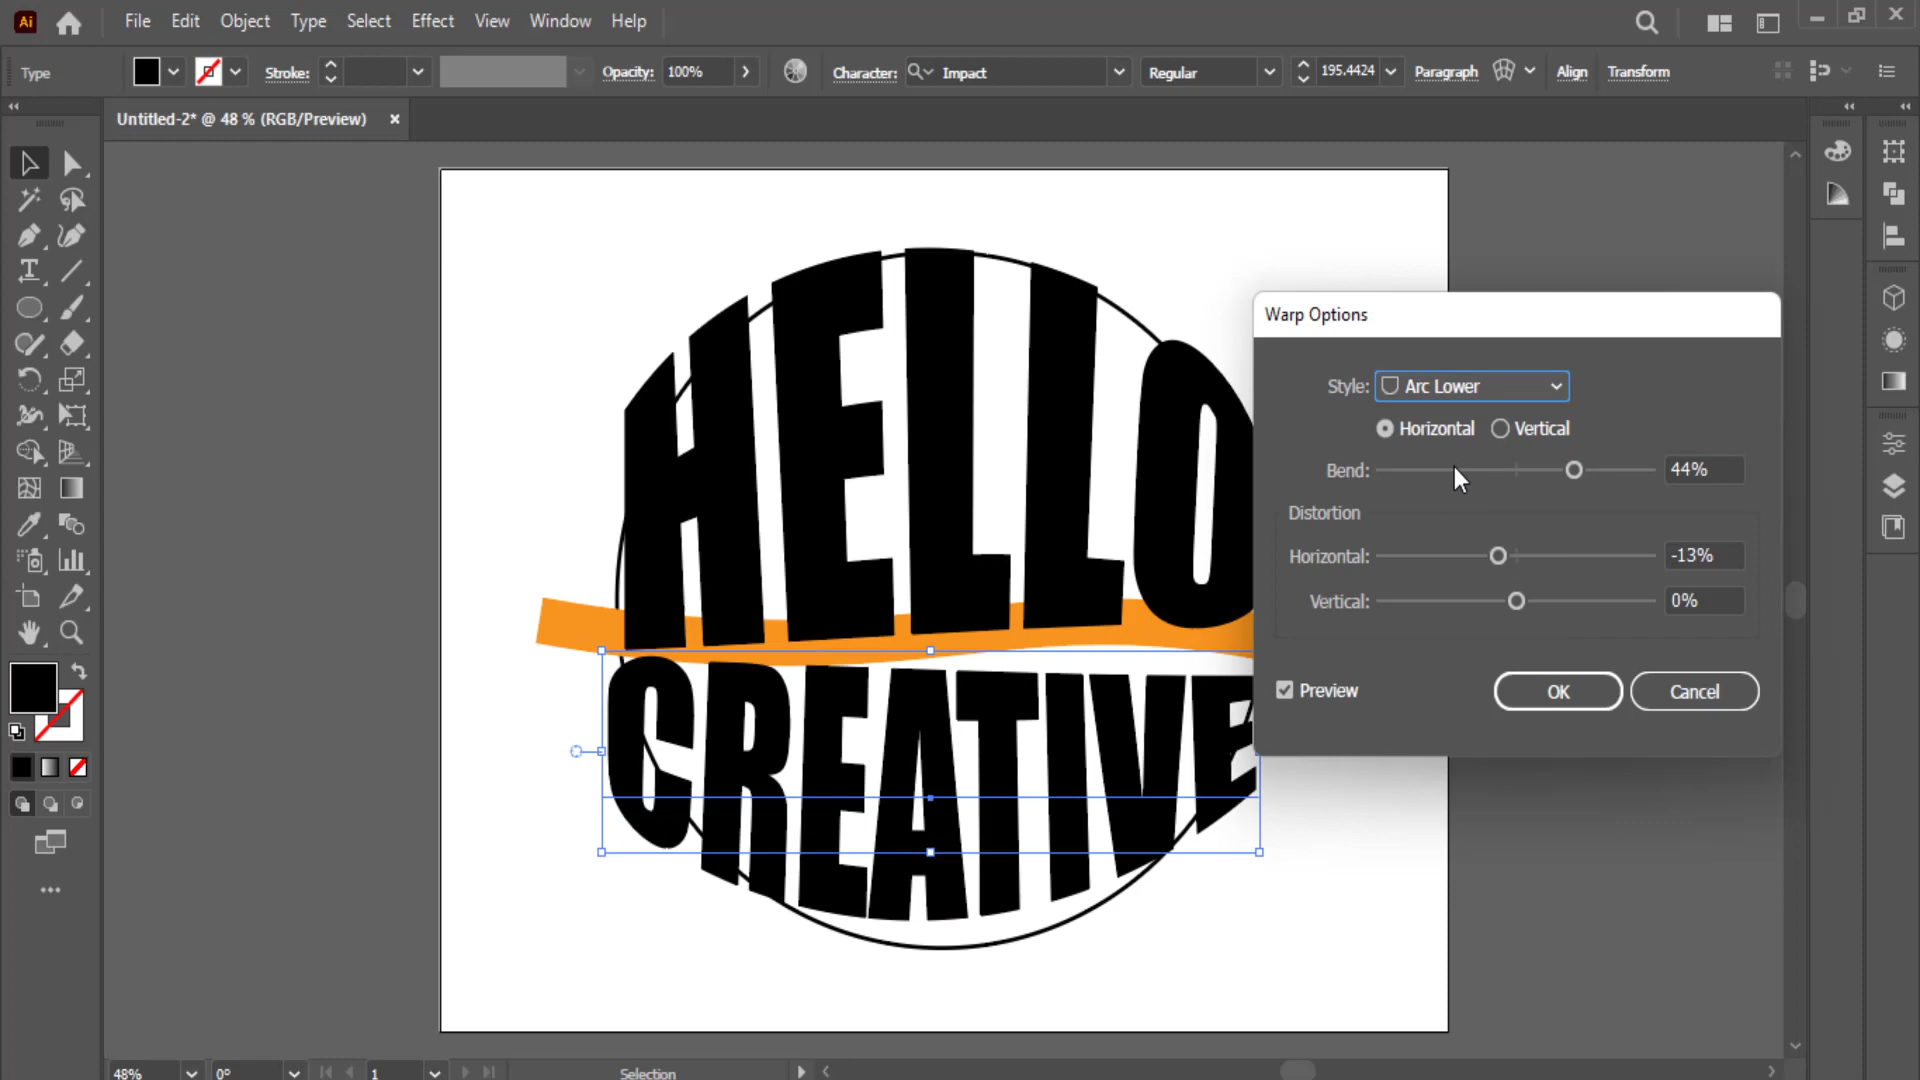 Ai File Edit Object Type Select Effect View Window Help
Type Stroke: Opacity: 100% Character: Impact Regular 195.4424 Paragraph Align Transform
Untitled-2* @ 48 % (RGB/Preview) ×
HELLO
CREATIVE
Warp Options
Style: Arc Lower
Horizontal Vertical
Bend: 44%
Distortion
Horizontal: -13%
Vertical: 0%
Preview OK Cancel
48% 0° 1 Selection